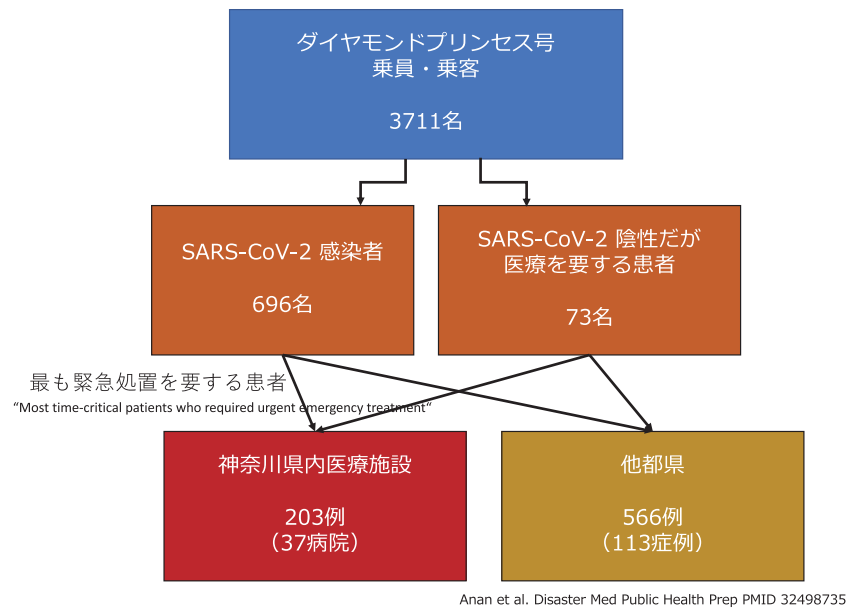 ダイヤモンドプリンセス号
乗員・乗客
3711名
SARS-CoV-2 感染者
696名
SARS-CoV-2 陰性だが
医療を要する患者
73名
最も緊急処置を要する患者
“Most time-critical patients who required urgent emergency treatment“
神奈川県内医療施設
203例
（37病院）
他都県
566例
（113症例）
Anan et al. Disaster Med Public Health Prep PMID 32498735